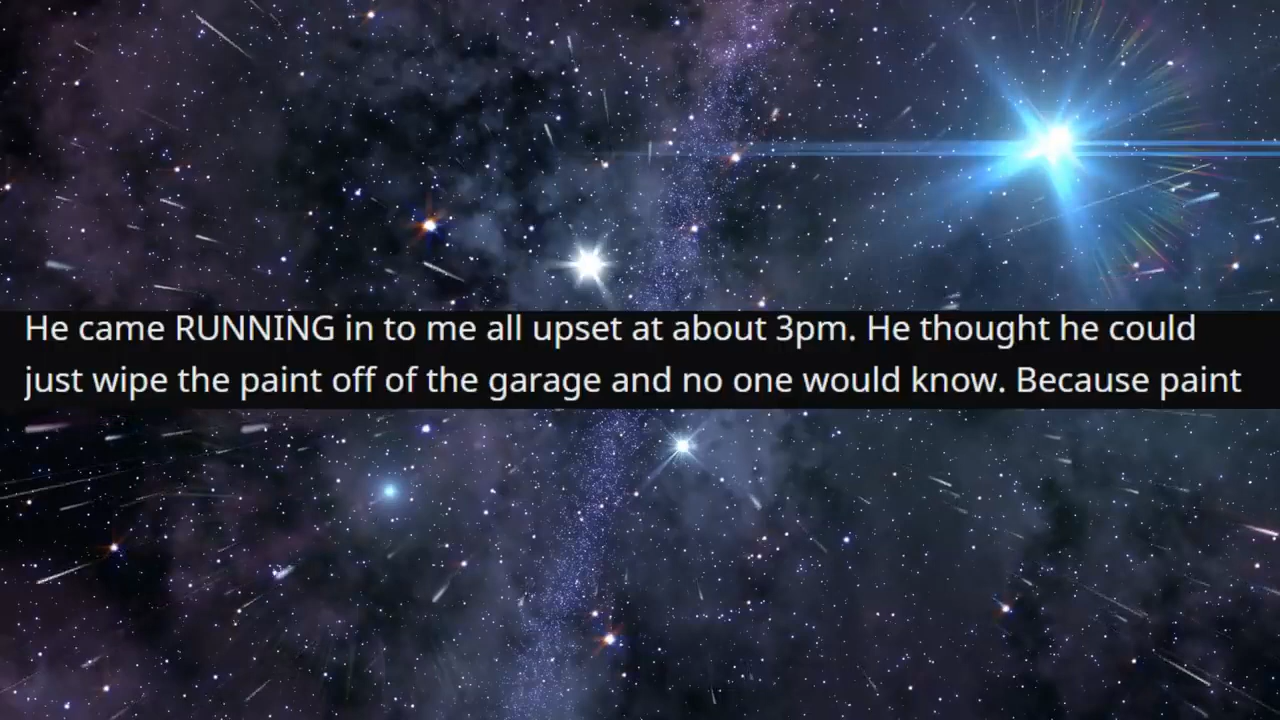 He came RUNNING in to me all upset at about 3pm. He thought he could
just wipe the paint off of the garage and no one would know. Because paint